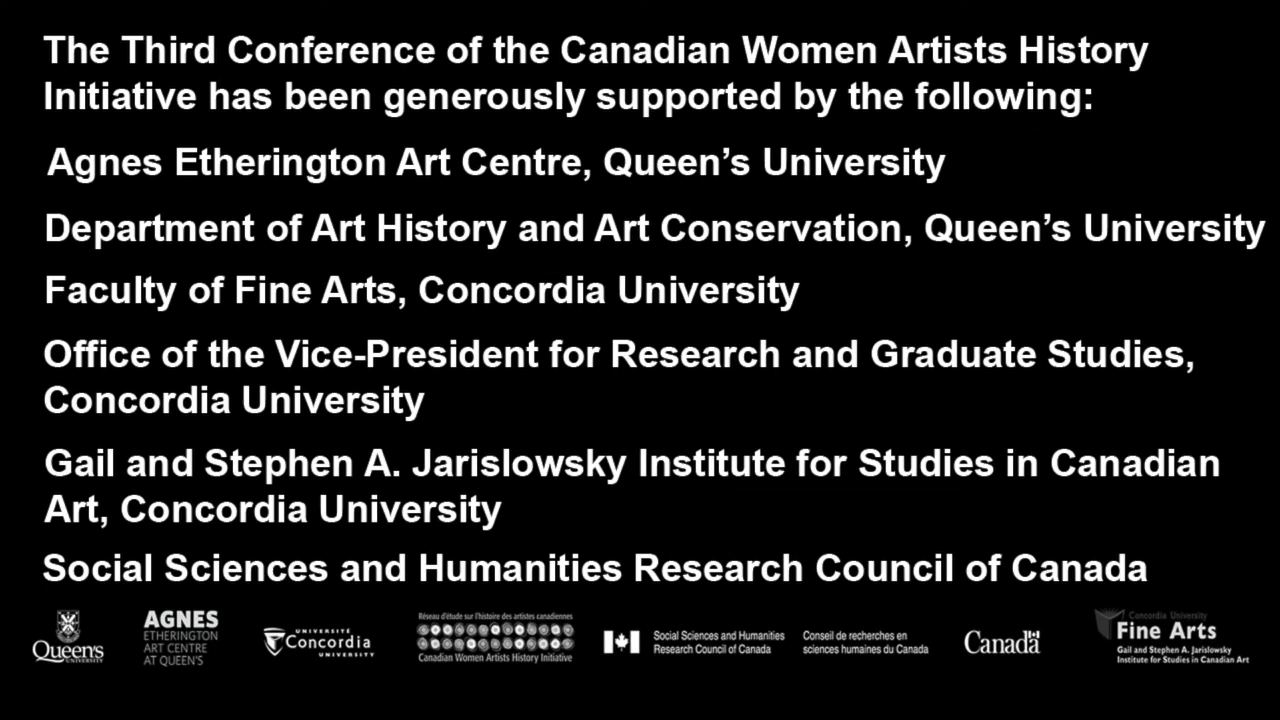 The Third Conference of the Canadian Women Artists History
Initiative has been generously supported by the following:
Agnes Etherington Art Centre, Queen’s University
Department of Art History and Art Conservation, Queen’s University
Faculty of Fine Arts, Concordia University
Office of the Vice-President for Research and Graduate Studies,
Concordia University
Gail and Stephen A. Jarislowsky Institute for Studies in Canadian
Art, Concordia University
Social Sciences and Humanities Research Council of Canada
Queen's
UNIVERSITY
AGNES
ETHERINGTON
ART CENTRE
AT QUEEN'S
UNIVERSITÉ
Concordia
UNIVERSITY
Réseau d'étude sur l'histoire des artistes canadiennes
Canadian Women Artists History Initiative
Social Sciences and Humanities
Research Council of Canada
Conseil de recherches en
sciences humaines du Canada
Canada
Concordia University
Fine Arts
Gail and Stephen A. Jarislowsky
Institute for Studies in Canadian Art